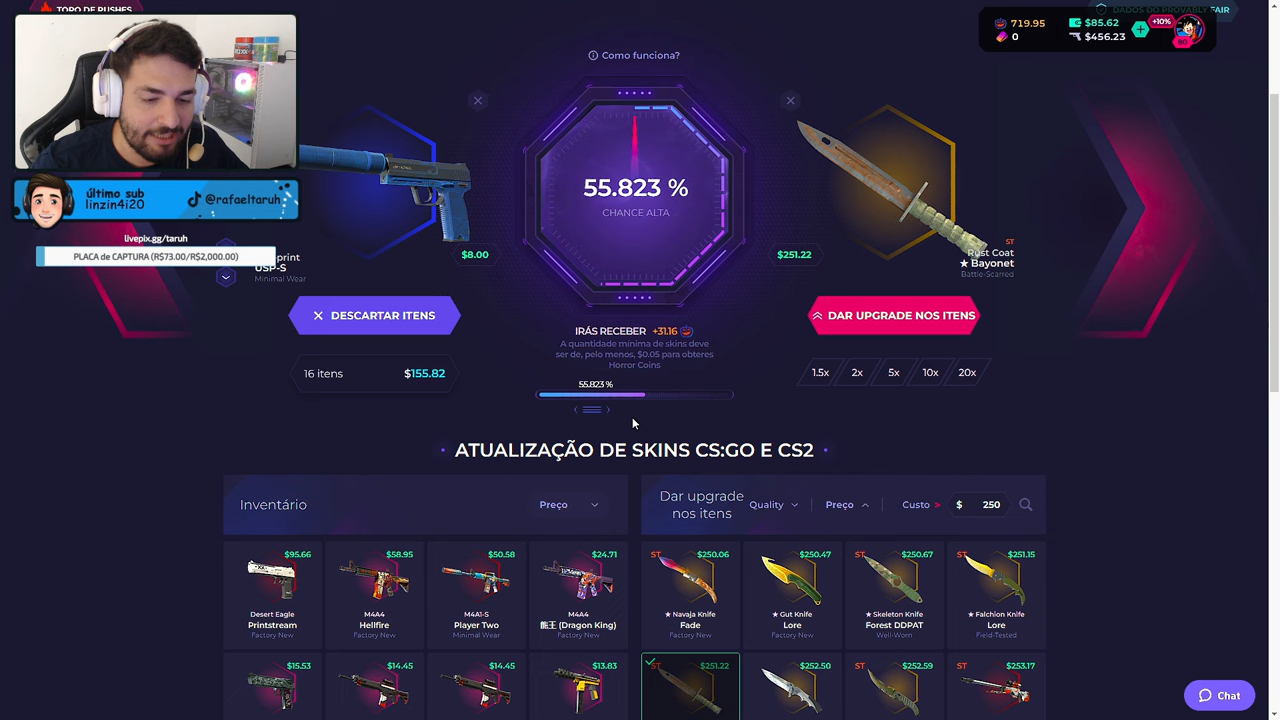 TOPO DE RUSHES
DADOS DO PROVABLY FAIR
719.95
$85.62
+10%
0
$456.23
80
Como funciona?
55.823 %
CHANCE ALTA
último sub
linzin4i20
@rafaeltaruh
livepix.gg/taruh
PLACA de CAPTURA (R$73.00/R$2,000.00)
print
USP-S
Minimal Wear
$8.00
$251.22
ST
Rust Coat
★ Bayonet
Battle-Scarred
DESCARTAR ITENS
DAR UPGRADE NOS ITENS
IRÁS RECEBER +31.16
A quantidade mínima de skins deve
ser de, pelo menos, $0.05 para obteres
Horror Coins
16 itens $155.82
1.5x 2x 5x 10x 20x
55.823 %
ATUALIZAÇÃO DE SKINS CS:GO E CS2
Inventário
Preço
Dar upgrade
nos itens
Quality
Preço
Custo >
$ 250
$95.66
Desert Eagle
Printstream
Factory New
$58.95
M4A4
Hellfire
Factory New
$50.58
M4A1-S
Player Two
Minimal Wear
$24.71
M4A4
龍王 (Dragon King)
Factory New
ST $250.06
★ Navaja Knife
Fade
Factory New
$250.47
★ Gut Knife
Lore
Factory New
ST $250.67
★ Skeleton Knife
Forest DDPAT
Well-Worn
ST $251.15
★ Falchion Knife
Lore
Field-Tested
$15.53
$14.45
$14.45
$13.83
ST $251.22
$252.50
ST $252.59
ST $253.17
Chat